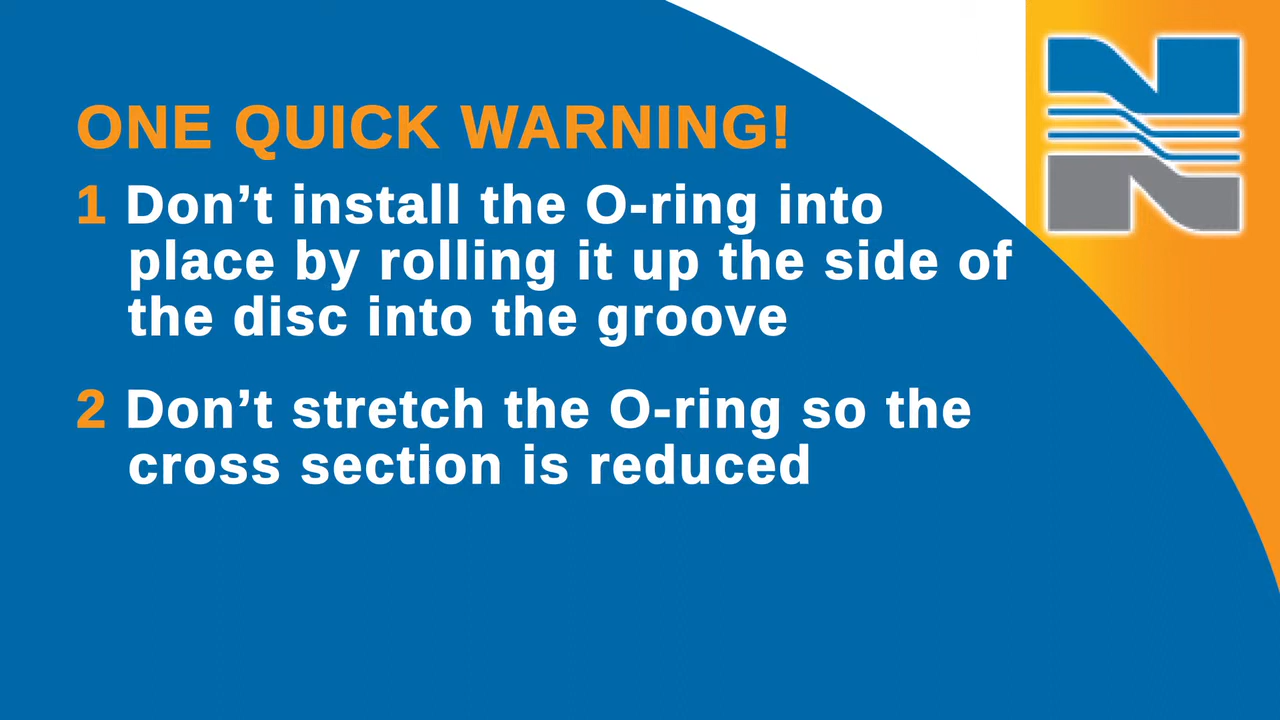 ONE QUICK WARNING!
1 Don’t install the O-ring into
place by rolling it up the side of
the disc into the groove
2 Don’t stretch the O-ring so the
cross section is reduced